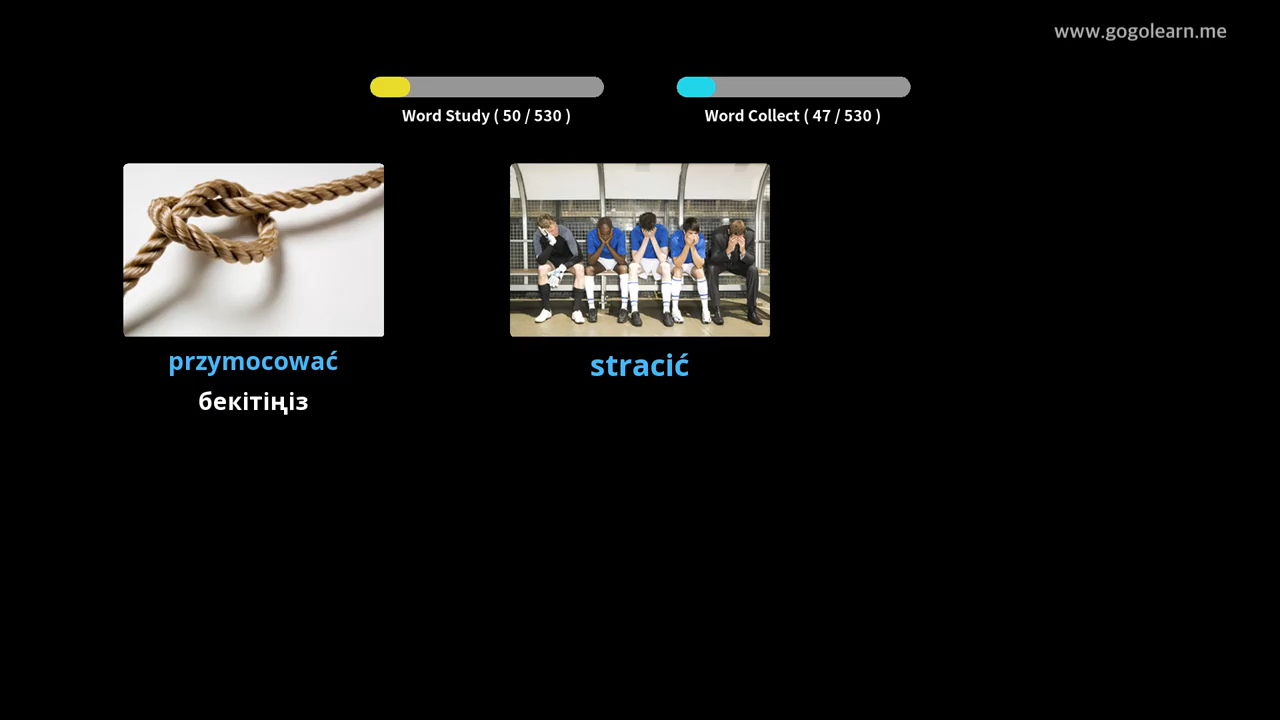 www.gogolearn.me
Word Study ( 50 / 530 )
Word Collect ( 47 / 530 )
przymocować
бекітіңіз
stracić